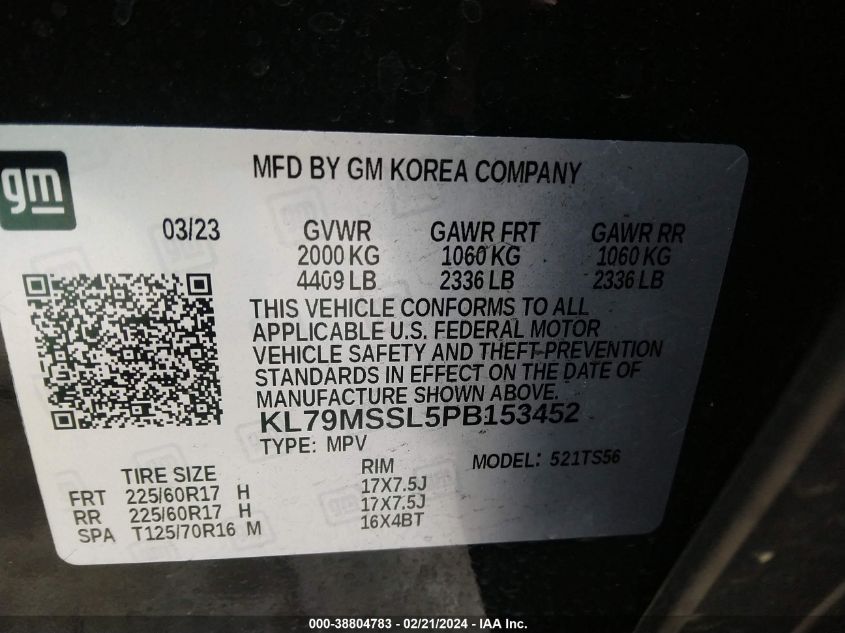 gm
MFD BY GM KOREA COMPANY
03/23 GVWR GAWR FRT GAWR RR
2000 KG 1060 KG 1060 KG
4409 LB 2336 LB 2336 LB
THIS VEHICLE CONFORMS TO ALL
APPLICABLE U.S. FEDERAL MOTOR
VEHICLE SAFETY AND THEFT-PREVENTION
STANDARDS IN EFFECT ON THE DATE OF
MANUFACTURE SHOWN ABOVE.
KL79MSSL5PB153452
TYPE: MPV MODEL: 521TS56
TIRE SIZE RIM
FRT 225/60R17 H 17X7.5J
RR 225/60R17 H 17X7.5J
SPA T125/70R16 M 16X4BT
000-38804783 - 02/21/2024 - IAAI.com